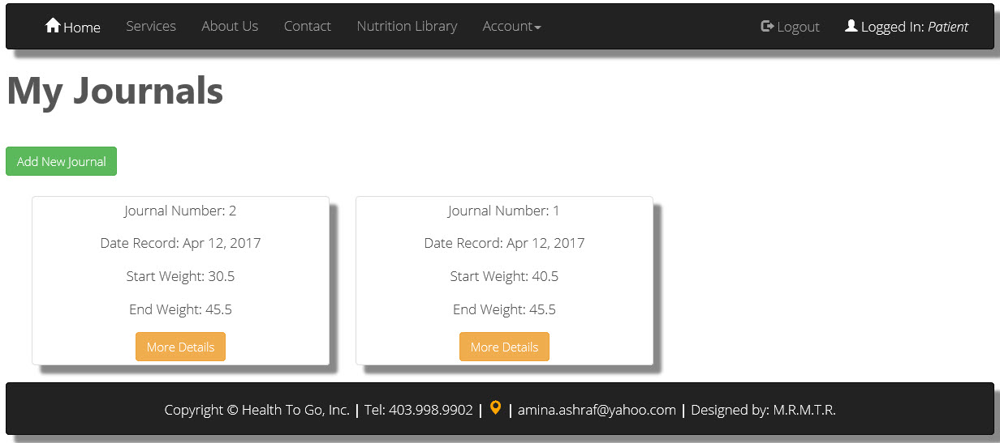 Home Services About Us Contact Nutrition Library Account Logout Logged In: Patient
My Journals
Add New Journal
Journal Number: 2
Date Record: Apr 12, 2017
Start Weight: 30.5
End Weight: 45.5
More Details
Journal Number: 1
Date Record: Apr 12, 2017
Start Weight: 40.5
End Weight: 45.5
More Details
Copyright © Health To Go, Inc. | Tel: 403.998.9902 | | amina.ashraf@yahoo.com | Designed by: M.R.M.T.R.